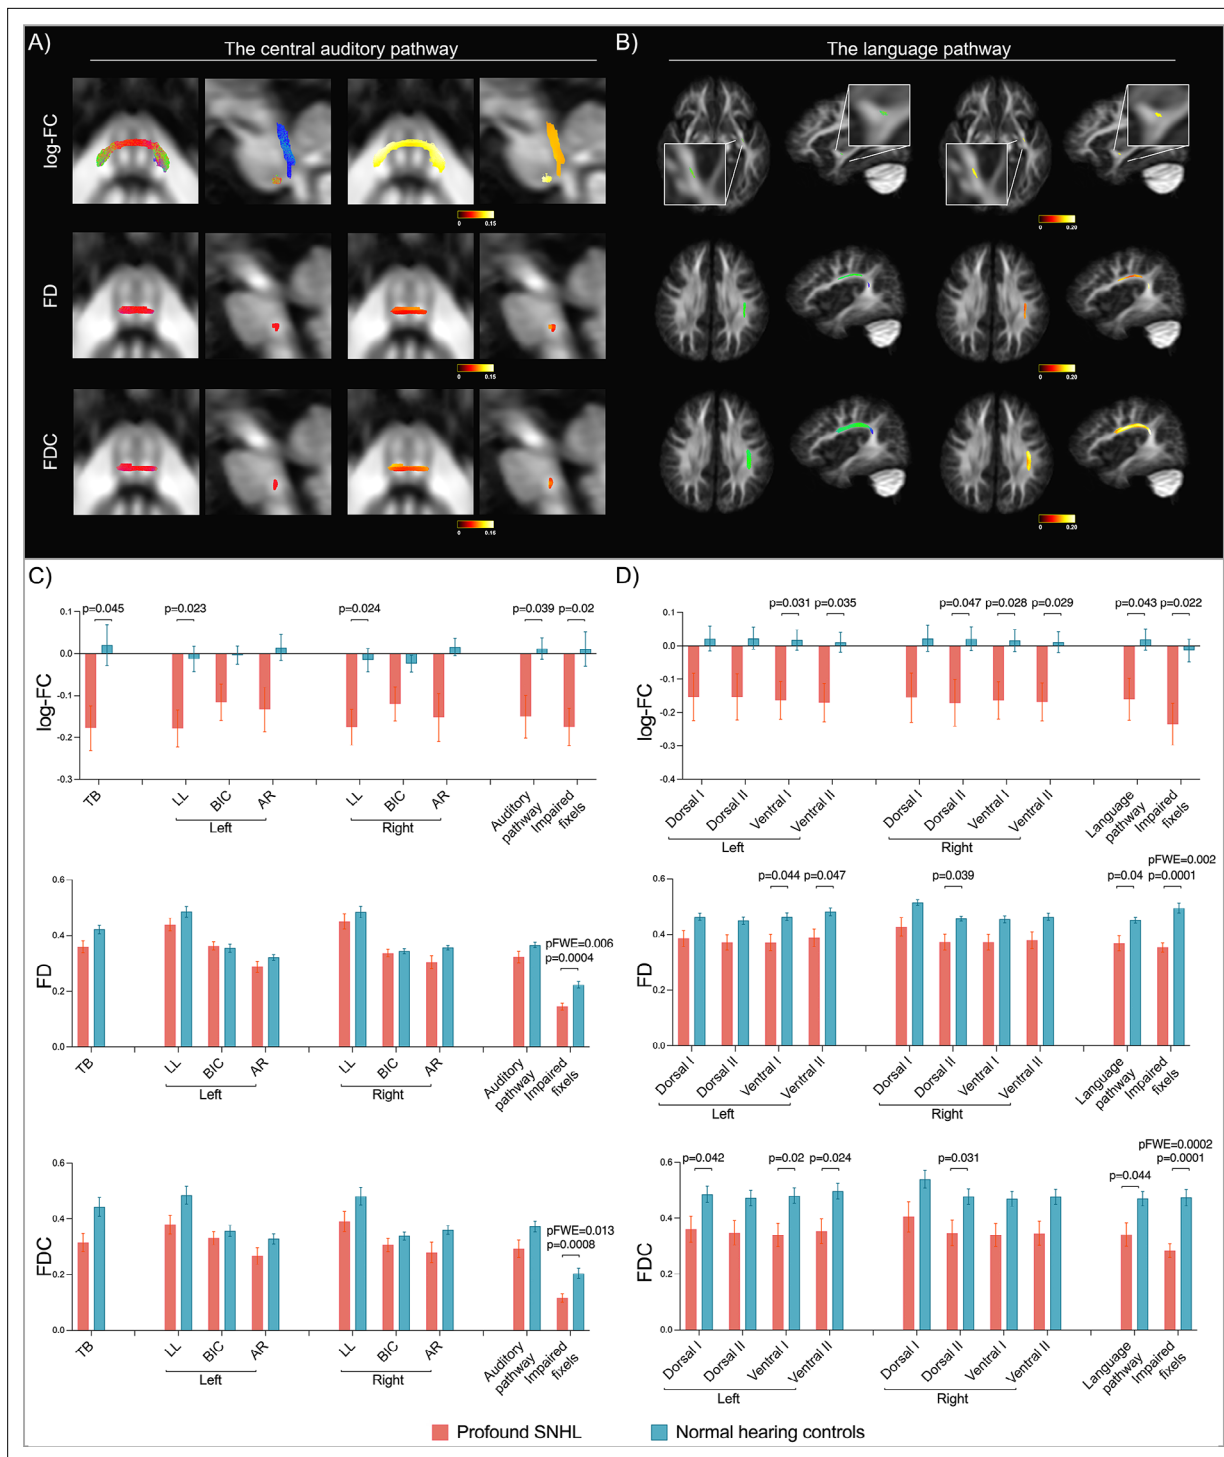 A)
The central auditory pathway
B)
The language pathway
log-FC
0 0.15
0 0.20
FD
0 0.15
0 0.20
FDC
0 0.16
0 0.20
C)
p=0.045
p=0.023
p=0.024
p=0.039
p=0.02
log-FC
0.1
0.0
-0.1
-0.2
-0.3
TB
LL
BIC
AR
Left
LL
BIC
AR
Right
Auditory
pathway
Impaired
fixels
FD
0.6
0.4
0.2
0.0
pFWE=0.006
p=0.0004
TB
LL
BIC
AR
Left
LL
BIC
AR
Right
Auditory
pathway
Impaired
fixels
FDC
0.6
0.4
0.2
0.0
pFWE=0.013
p=0.0008
TB
LL
BIC
AR
Left
LL
BIC
AR
Right
Auditory
pathway
Impaired
fixels
D)
p=0.031
p=0.035
p=0.047
p=0.028
p=0.029
p=0.043
p=0.022
log-FC
0.1
0.0
-0.1
-0.2
-0.3
-0.4
Dorsal I
Dorsal II
Ventral I
Ventral II
Left
Dorsal I
Dorsal II
Ventral I
Ventral II
Right
Language
pathway
Impaired
fixels
FD
0.6
0.4
0.2
0.0
p=0.044
p=0.047
p=0.039
p=0.04
pFWE=0.002
p=0.0001
Dorsal I
Dorsal II
Ventral I
Ventral II
Left
Dorsal I
Dorsal II
Ventral I
Ventral II
Right
Language
pathway
Impaired
fixels
FDC
0.6
0.4
0.2
0.0
p=0.042
p=0.02
p=0.024
p=0.031
p=0.044
pFWE=0.0002
p=0.0001
Dorsal I
Dorsal II
Ventral I
Ventral II
Left
Dorsal I
Dorsal II
Ventral I
Ventral II
Right
Language
pathway
Impaired
fixels
Profound SNHL
Normal hearing controls